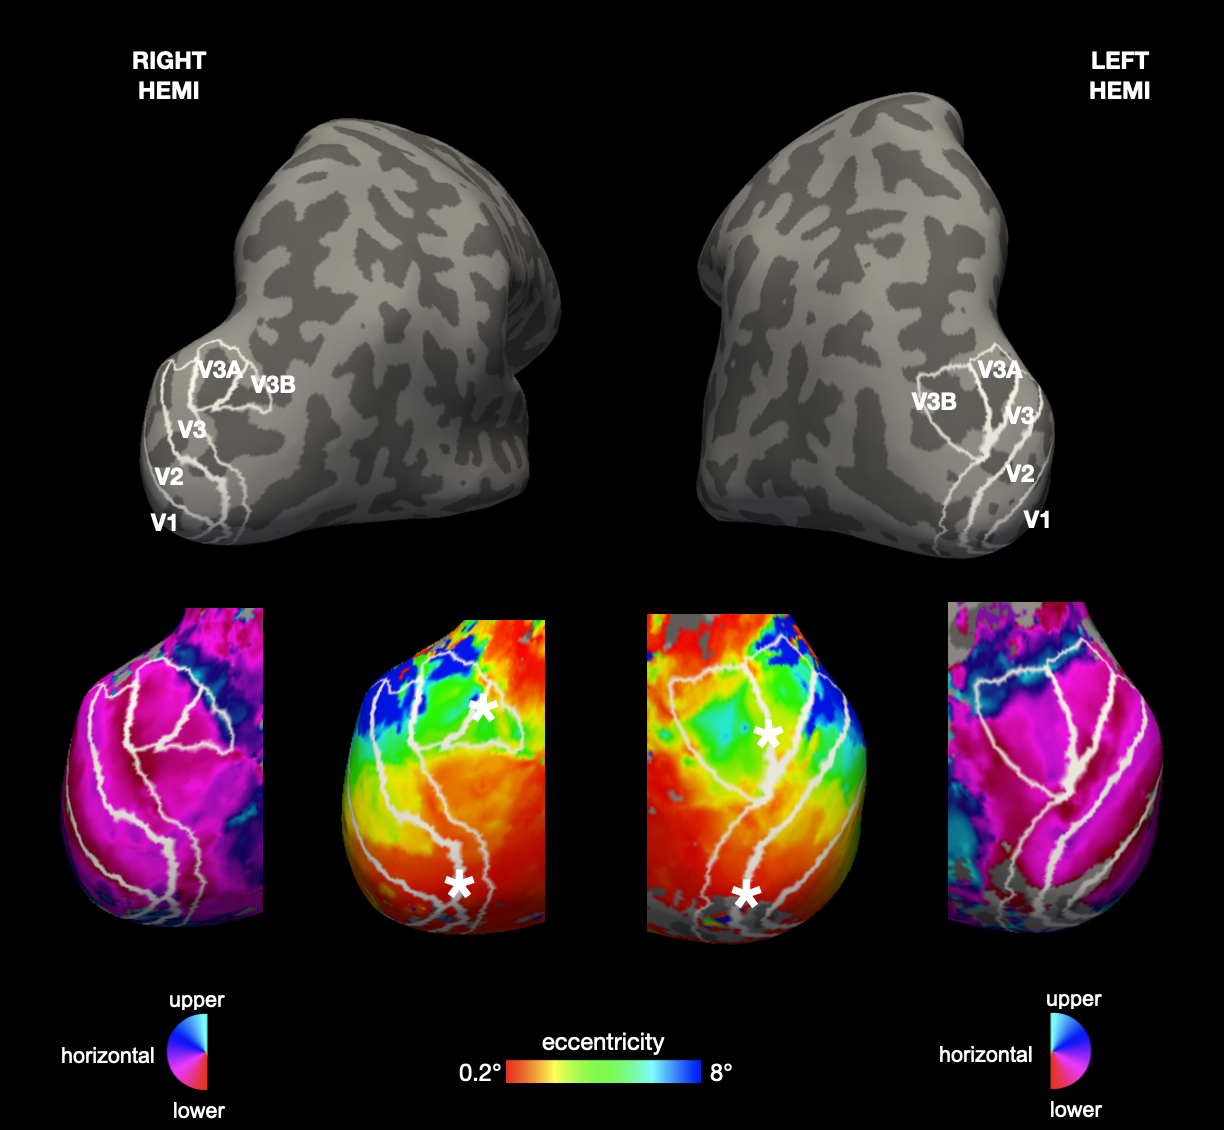 RIGHT
HEMI
LEFT
HEMI
V3A
V3B
V3
V2
V1
V3A
V3B
V3
V2
V1
*
*
*
*
upper
horizontal
lower
eccentricity
0.2° 8°
upper
horizontal
lower